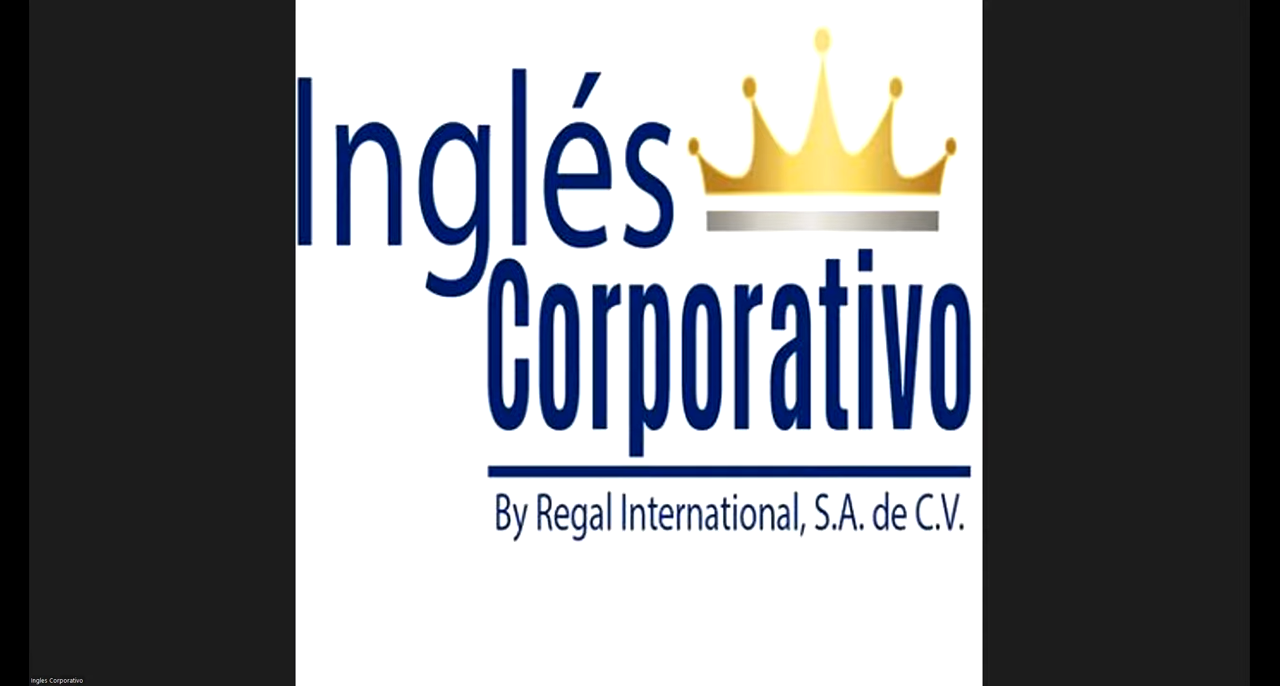 Inglés
Corporativo
By Regal International, S.A. de C.V.
Ingles Corporativo